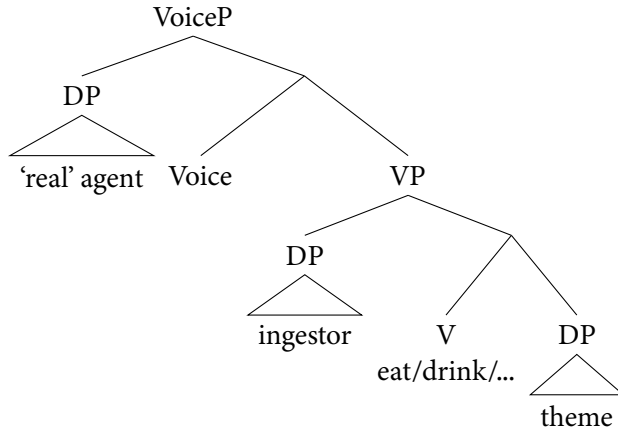 VoiceP
DP
'real' agent Voice VP
DP
ingestor V DP
eat/drink/...
theme